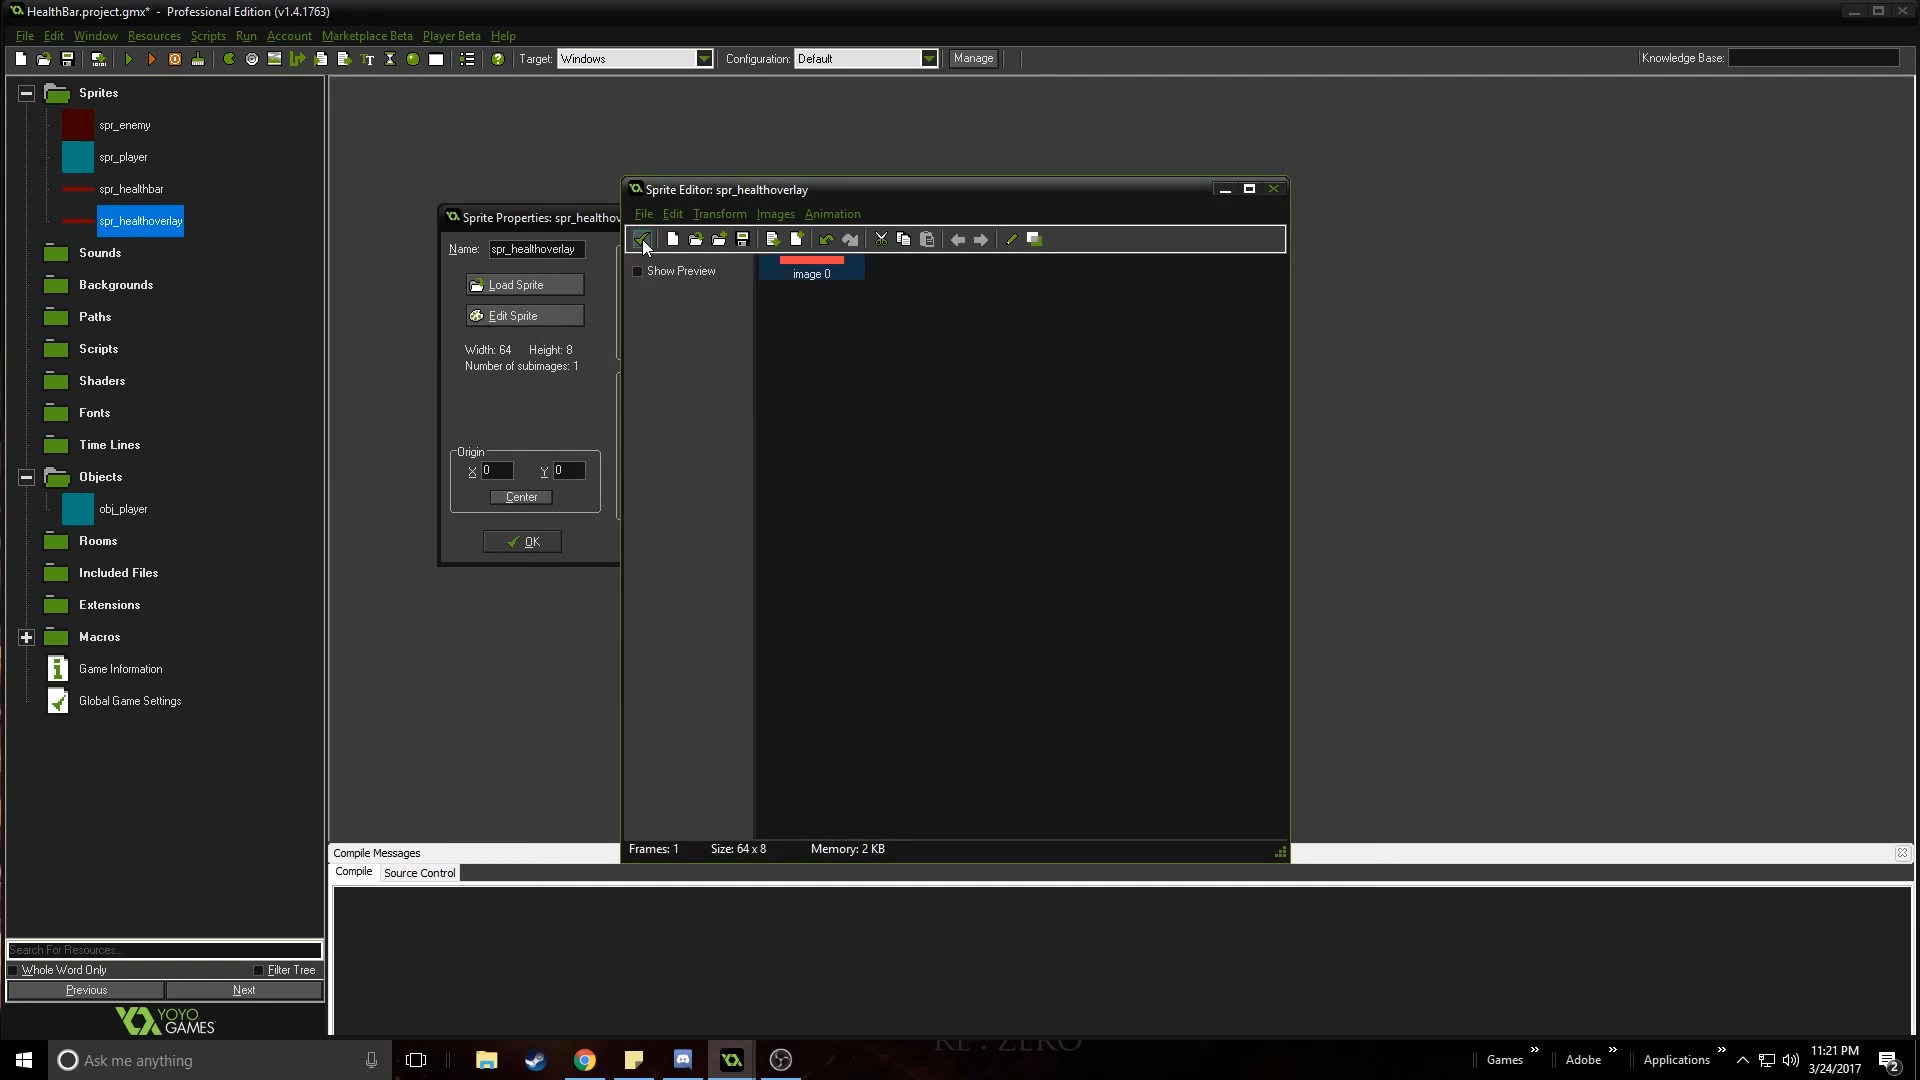 HealthBar.project.gmx* - Professional Edition (v1.4.1763)
File Edit Window Resources Scripts Run Account Marketplace Beta Player Beta Help
Target: Windows Configuration: Default Manage Knowledge Base:
Sprites
spr_enemy
spr_player
spr_healthbar
spr_healthoverlay
Sounds
Backgrounds
Paths
Scripts
Shaders
Fonts
Time Lines
Objects
obj_player
Rooms
Included Files
Extensions
Macros
Game Information
Global Game Settings
Search For Resources...
Whole Word Only Filter Tree
Previous Next
YOYO
GAMES
Sprite Properties: spr_healthov
Name: spr_healthoverlay
Load Sprite
Edit Sprite
Width: 64 Height: 8
Number of subimages: 1
Origin
X 0 Y 0
Center
OK
Sprite Editor: spr_healthoverlay
File Edit Transform Images Animation
Show Preview
image 0
Frames: 1 Size: 64 x 8 Memory: 2 KB
Compile Messages
Compile Source Control
RE : ZERO
Ask me anything
Games Adobe Applications
11:21 PM
3/24/2017
2